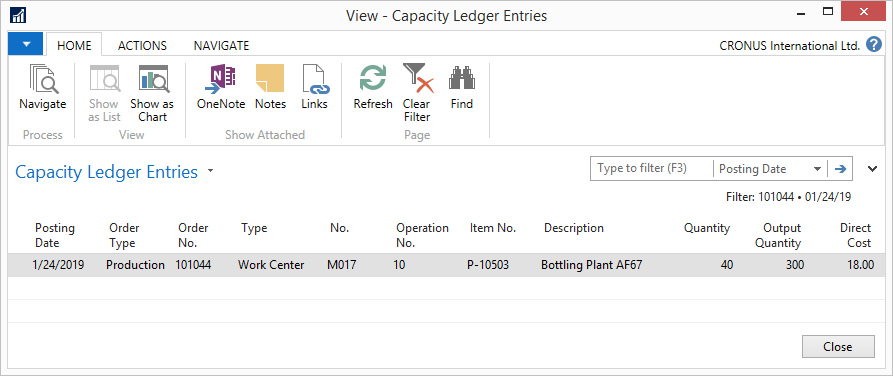 View - Capacity Ledger Entries
HOME ACTIONS NAVIGATE
CRONUS International Ltd. ?
Navigate
Show as List
Show as Chart
OneNote
Notes
Links
Refresh
Clear Filter
Find
Process
View
Show Attached
Page
Capacity Ledger Entries
Type to filter (F3) Posting Date
Filter: 101044 • 01/24/19
Posting Date Order Type Order No. Type No. Operation No. Item No. Description Quantity Output Quantity Direct Cost
1/24/2019 Production 101044 Work Center M017 10 P-10503 Bottling Plant AF67 40 300 18.00
Close